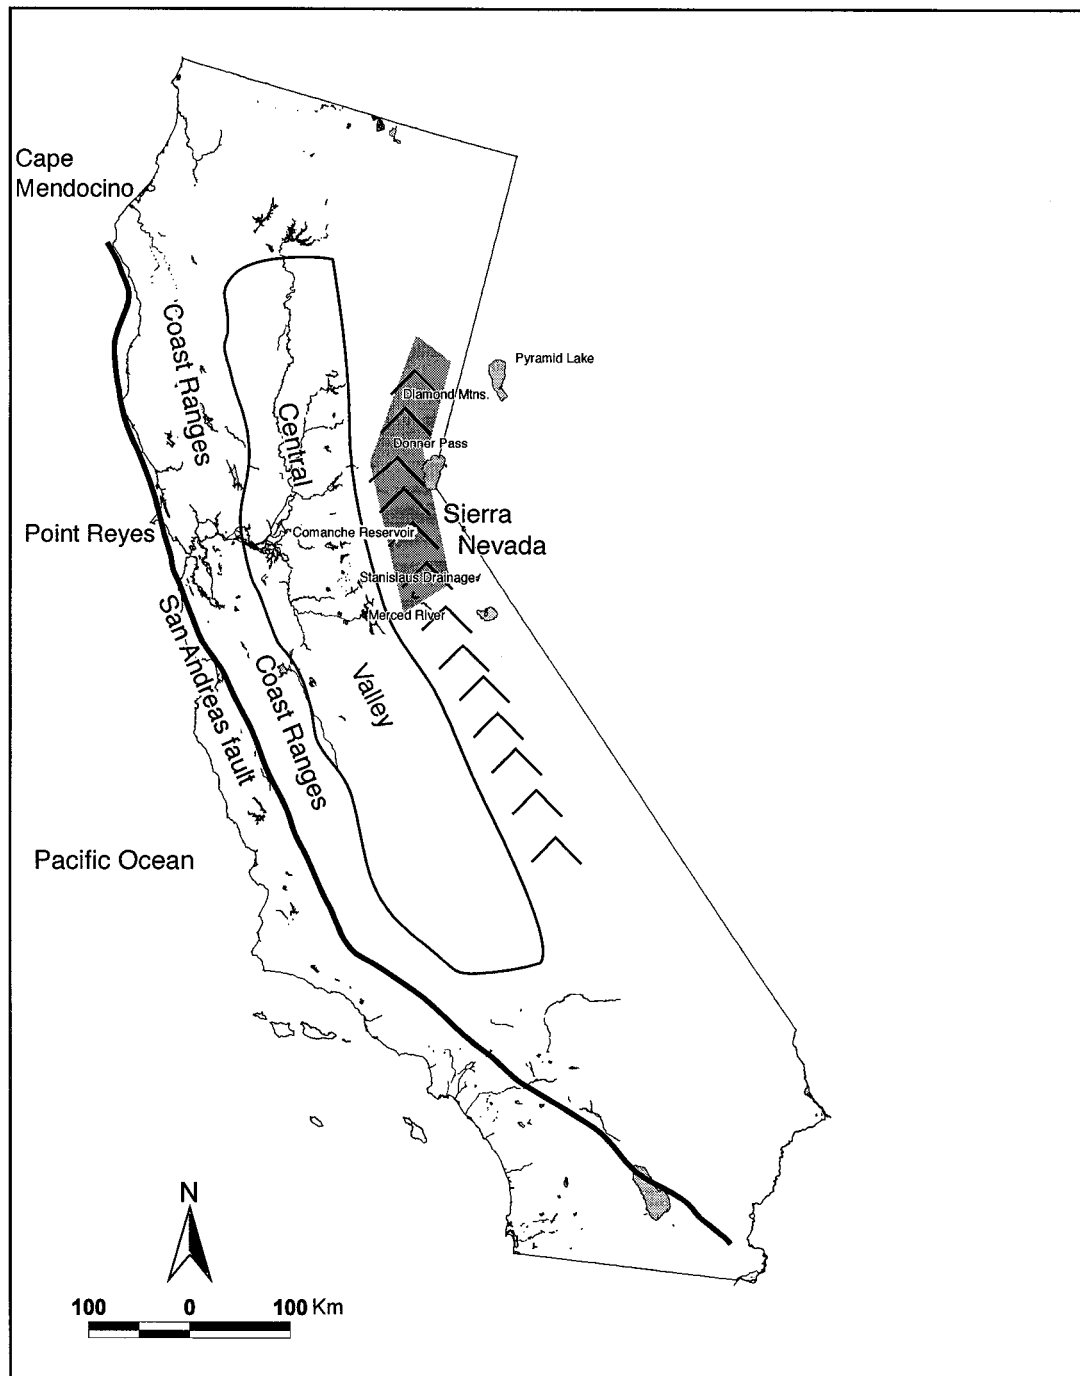 Cape
Mendocino
Coast Ranges
Pyramid Lake
Diamond Mtns.
Central
Donner Pass
Sierra
Nevada
Point Reyes
Comanche Reservoir
Stanislaus Drainage
Merced River
San Andreas fault
Coast Ranges
Valley
Pacific Ocean
N
100 0 100 Km